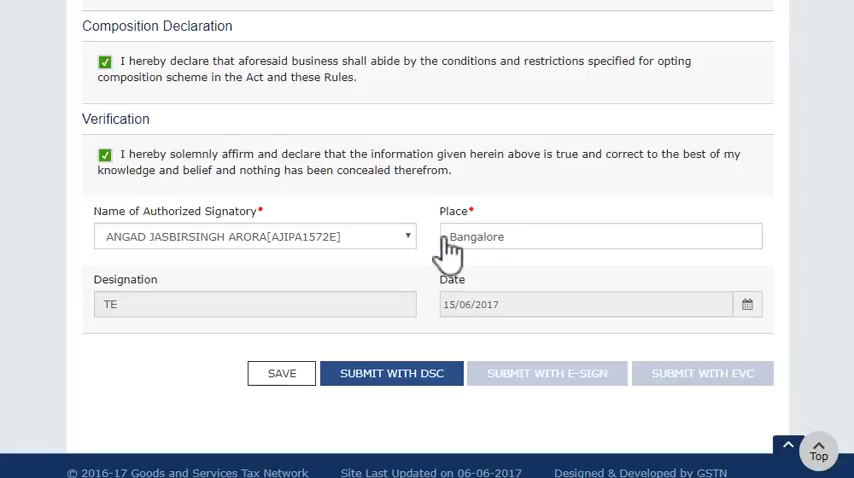 Composition Declaration
I hereby declare that aforesaid business shall abide by the conditions and restrictions specified for opting
composition scheme in the Act and these Rules.
Verification
I hereby solemnly affirm and declare that the information given herein above is true and correct to the best of my
knowledge and belief and nothing has been concealed therefrom.
Name of Authorized Signatory* Place*
ANGAD JASBIRSINGH ARORA[AJIPA1572E] Bangalore
Designation Date
TE 15/06/2017
SAVE SUBMIT WITH DSC SUBMIT WITH E-SIGN SUBMIT WITH EVC
Top
© 2016-17 Goods and Services Tax Network Site Last Updated on 06-06-2017 Designed & Developed by GSTN